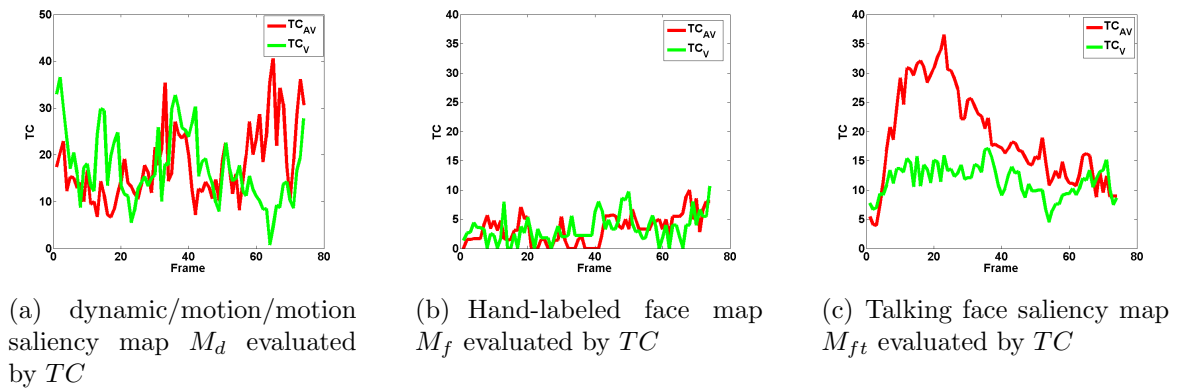 50
40
30
20
10
0
TC
0 20 40 60 80
Frame
TC_AV
TC_V
40
35
30
25
20
15
10
5
0
TC
0 20 40 60 80
Frame
TC_AV
TC_V
40
35
30
25
20
15
10
5
0
TC
0 20 40 60 80
Frame
TC_AV
TC_V
(a) dynamic/motion/motion
saliency map M_d evaluated
by TC
(b) Hand-labeled face map
M_f evaluated by TC
(c) Talking face saliency map
M_ft evaluated by TC